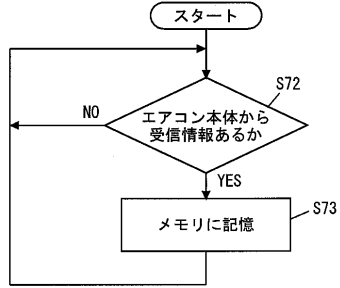 スタート
S72
エアコン本体から
受信情報あるか
NO
YES
メモリに記憶
S73